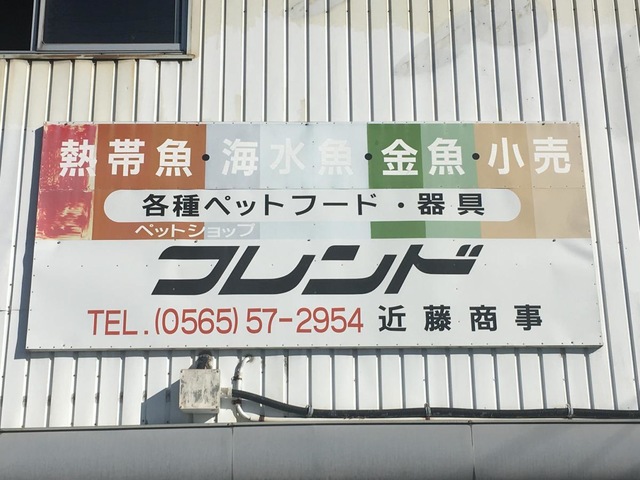 熱帯魚・海水魚・金魚・小売
各種ペットフード・器具
ペットショップ
フレンド
TEL.(0565)57-2954 近藤商事